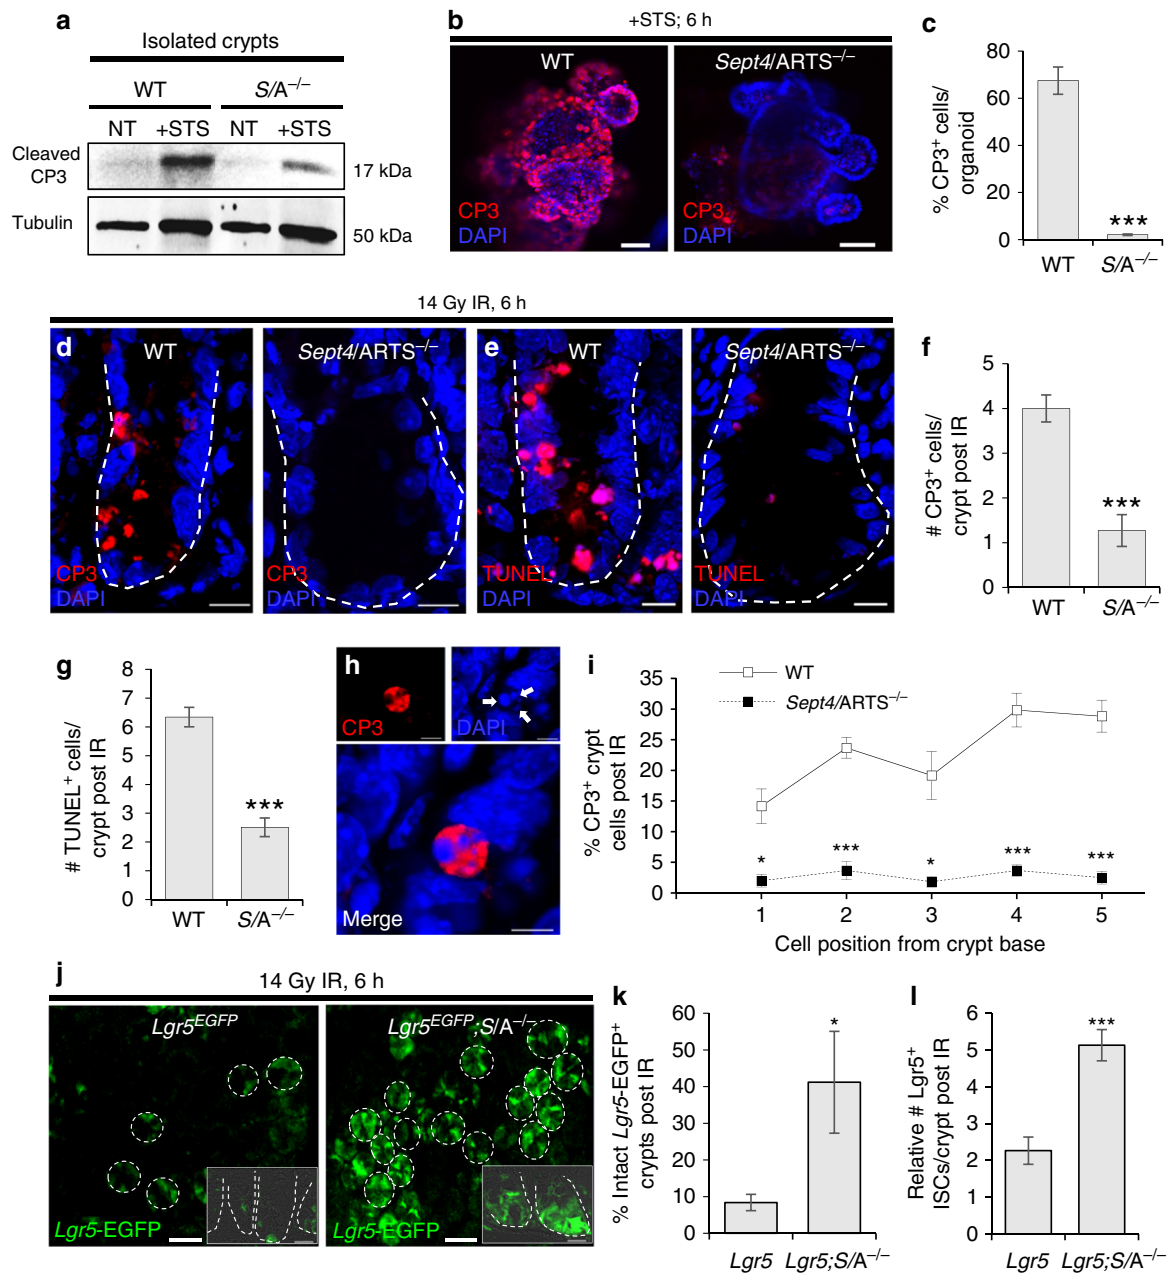 a
Isolated crypts
WT S/A–/–
NT +STS NT +STS
Cleaved
CP3
17 kDa
Tubulin
50 kDa
b
+STS; 6 h
WT
Sept4/ARTS–/–
CP3
DAPI
CP3
DAPI
c
% CP3+ cells/
organoid
80
60
40
20
0
***
WT S/A–/–
14 Gy IR, 6 h
d
WT
Sept4/ARTS–/–
CP3
DAPI
CP3
DAPI
e
WT
Sept4/ARTS–/–
TUNEL
DAPI
TUNEL
DAPI
f
# CP3+ cells/
crypt post IR
5
4
3
2
1
0
***
WT S/A–/–
g
# TUNEL+ cells/
crypt post IR
8
7
6
5
4
3
2
1
0
***
WT S/A–/–
h
CP3
DAPI
Merge
i
% CP3+ crypt
cells post IR
35
30
25
20
15
10
5
0
WT
Sept4/ARTS–/–
* *** * *** ***
1 2 3 4 5
Cell position from crypt base
j
14 Gy IR, 6 h
Lgr5EGFP
Lgr5EGFP;S/A–/–
Lgr5-EGFP
Lgr5-EGFP
k
% Intact Lgr5-EGFP+
crypts post IR
60
50
40
30
20
10
0
*
Lgr5 Lgr5;S/A–/–
l
Relative # Lgr5+
ISCs/crypt post IR
6
5
4
3
2
1
0
***
Lgr5 Lgr5;S/A–/–